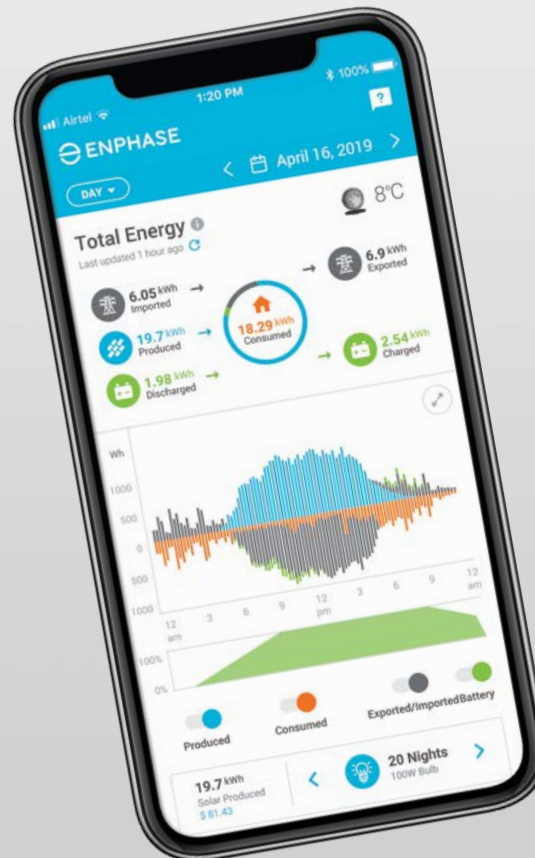 Airtel
1:20 PM
100%
ENPHASE
?
DAY
April 16, 2019
Total Energy
8°C
Last updated 1 hour ago
6.05 kWh
Imported
6.9 kWh
Exported
19.7 kWh
Produced
18.29 kWh
Consumed
1.98 kWh
Discharged
2.54 kWh
Charged
Wh
1000
500
0
500
1000
12 am
3
6
9
12 pm
3
6
9
12 am
100%
0%
Produced
Consumed
Exported/Imported
Battery
19.7 kWh
Solar Produced
$ 81.43
20 Nights
100W Bulb